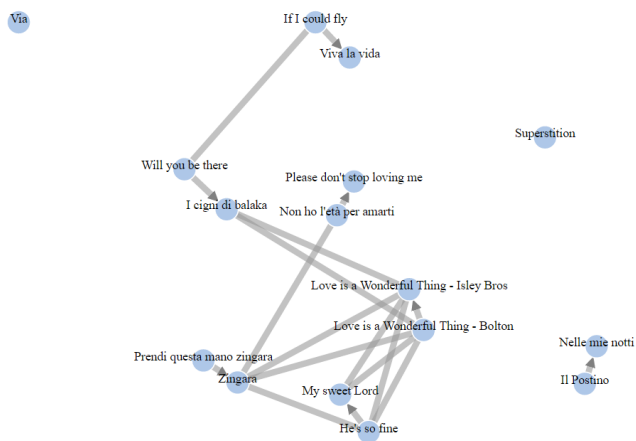 Via
If I could fly
Viva la vida
Superstition
Will you be there
Please don't stop loving me
I cigni di balaka
Non ho l'età per amarti
Love is a Wonderful Thing - Isley Bros
Love is a Wonderful Thing - Bolton
Nelle mie notti
Prendi questa mano zingara
Zingara
Il Postino
My sweet Lord
He's so fine